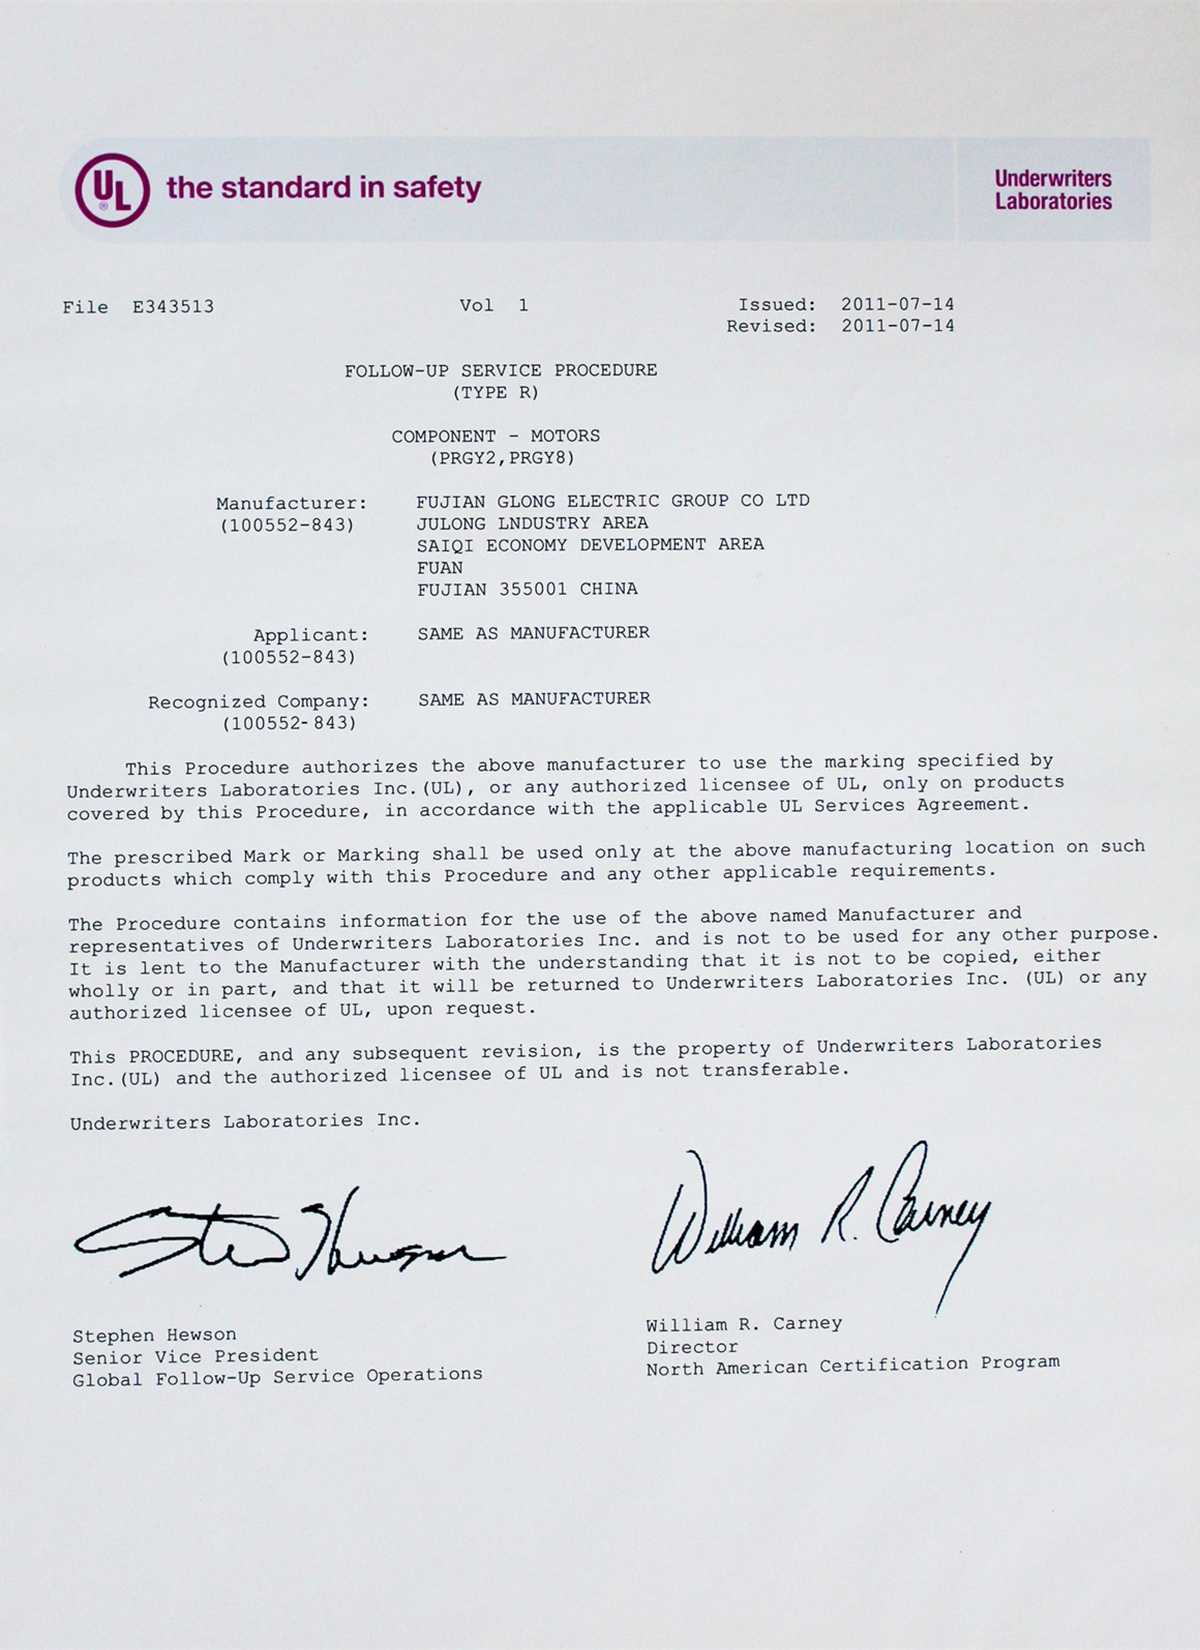 UL ® the standard in safety
Underwriters
Laboratories
File E343513 Vol 1 Issued: 2011-07-14
Revised: 2011-07-14
FOLLOW-UP SERVICE PROCEDURE
(TYPE R)
COMPONENT - MOTORS
(PRGY2,PRGY8)
Manufacturer: FUJIAN GLONG ELECTRIC GROUP CO LTD
(100552-843) JULONG LNDUSTRY AREA
SAIQI ECONOMY DEVELOPMENT AREA
FUAN
FUJIAN 355001 CHINA
Applicant: SAME AS MANUFACTURER
(100552-843)
Recognized Company: SAME AS MANUFACTURER
(100552-843)
This Procedure authorizes the above manufacturer to use the marking specified by
Underwriters Laboratories Inc.(UL), or any authorized licensee of UL, only on products
covered by this Procedure, in accordance with the applicable UL Services Agreement.
The prescribed Mark or Marking shall be used only at the above manufacturing location on such
products which comply with this Procedure and any other applicable requirements.
The Procedure contains information for the use of the above named Manufacturer and
representatives of Underwriters Laboratories Inc. and is not to be used for any other purpose.
It is lent to the Manufacturer with the understanding that it is not to be copied, either
wholly or in part, and that it will be returned to Underwriters Laboratories Inc. (UL) or any
authorized licensee of UL, upon request.
This PROCEDURE, and any subsequent revision, is the property of Underwriters Laboratories
Inc.(UL) and the authorized licensee of UL and is not transferable.
Underwriters Laboratories Inc.
Steve Hewson
William R. Carney
Stephen Hewson
Senior Vice President
Global Follow-Up Service Operations
William R. Carney
Director
North American Certification Program